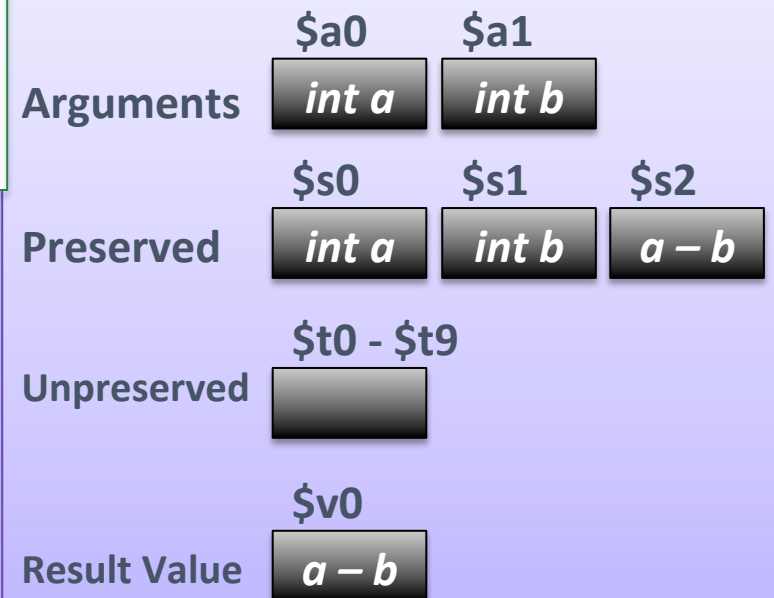 $a0 $a1
Arguments int a int b
$s0 $s1 $s2
Preserved int a int b a – b
$t0 - $t9
Unpreserved
$v0
Result Value a – b